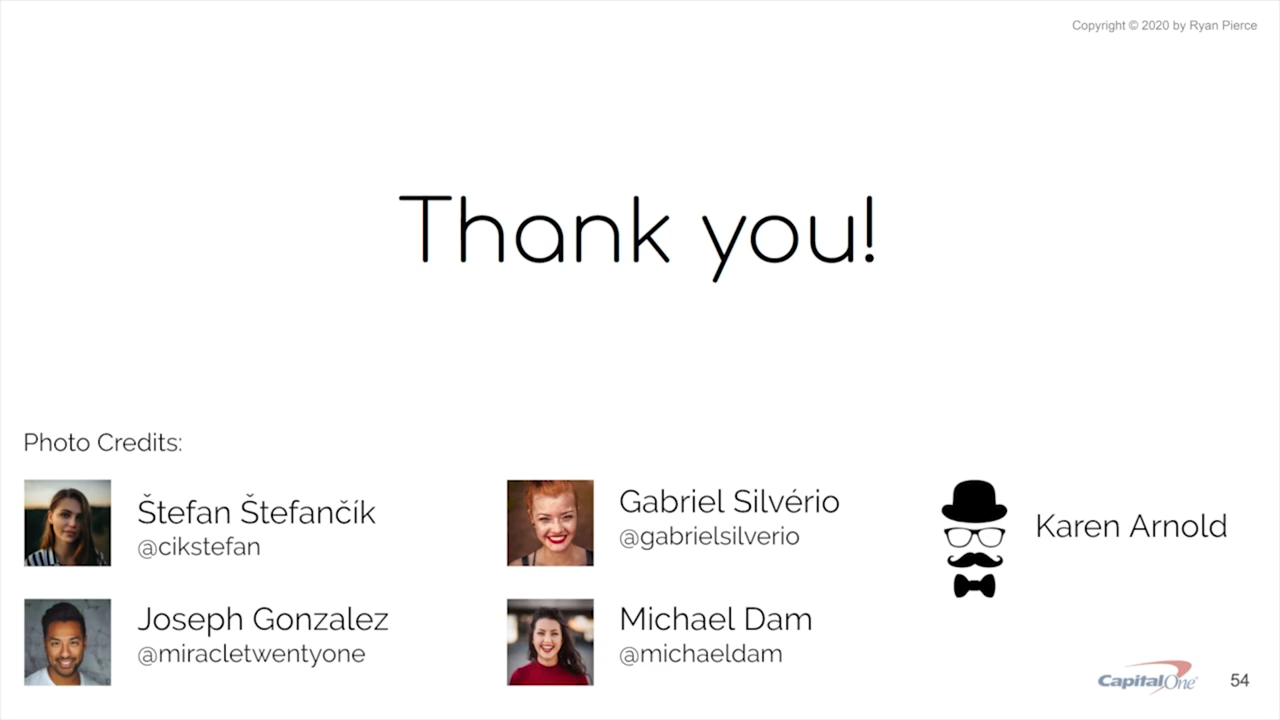 Copyright © 2020 by Ryan Pierce
Thank you!
Photo Credits:
Štefan Štefančík
@cikstefan
Gabriel Silvério
@gabrielsilverio
Karen Arnold
Joseph Gonzalez
@miracletwentyone
Michael Dam
@michaeldam
CapitalOne
54